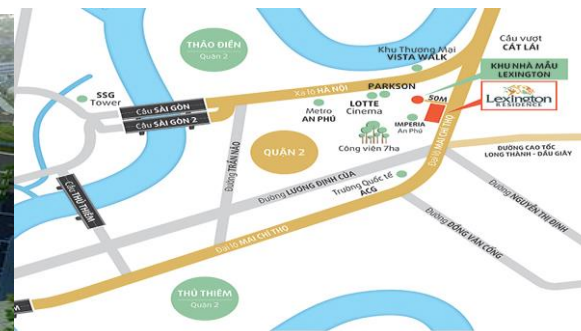 THẢO ĐIỀN
Quận 2
Khu Thương Mại
VISTA WALK
Cầu vượt
CÁT LÁI
KHU NHÀ MẪU
LEXINGTON
SSG
Tower
Cầu SÀI GÒN
Cầu SÀI GÒN 2
Xa lộ HÀ NỘI
PARKSON
50M
Lexington
RESIDENCE
Metro
AN PHÚ
LOTTE
Cinema
IMPERIA
An Phú
Công viên 7ha
Đại lộ MAI CHÍ THỌ
QUẬN 2
Đường TRẦN NÃO
ĐƯỜNG CAO TỐC
LONG THÀNH - DẦU GIÂY
Cầu THỦ THIÊM
Đường LƯƠNG ĐỊNH CỦA
Trường Quốc tế
ACG
Đường NGUYỄN THỊ ĐỊNH
Đường ĐỒNG VĂN CỐNG
Đại lộ MAI CHÍ THỌ
THỦ THIÊM
Quận 2
M